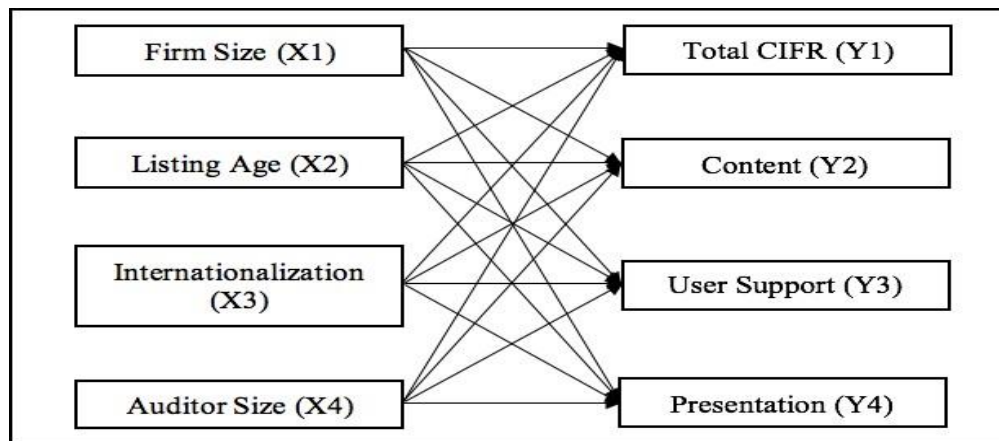 Firm Size (X1)
Total CIFR (Y1)
Listing Age (X2)
Content (Y2)
Internationalization
(X3)
User Support (Y3)
Auditor Size (X4)
Presentation (Y4)